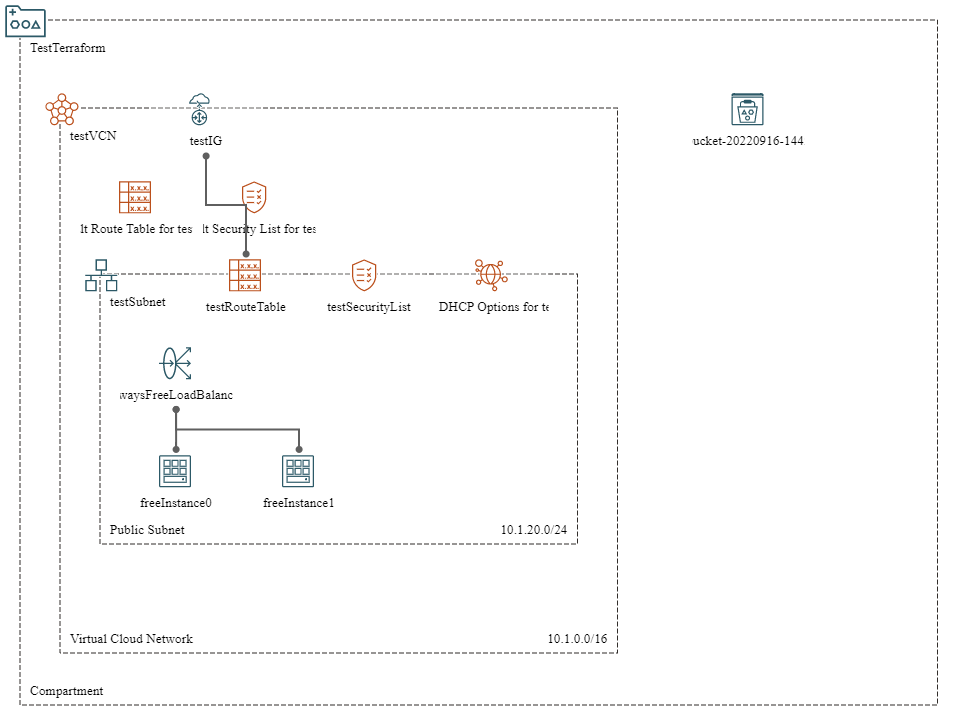 TestTerraform
testVCN
testIG
ucket-20220916-144
lt Route Table for tes
lt Security List for tes
testSubnet
testRouteTable
testSecurityList
DHCP Options for te
waysFreeLoadBalanc
freeInstance0
freeInstance1
Public Subnet
10.1.20.0/24
Virtual Cloud Network
10.1.0.0/16
Compartment